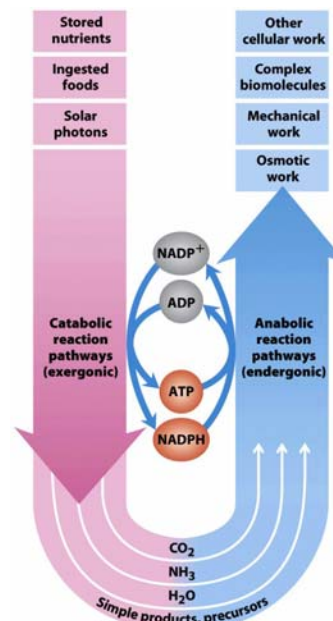 Stored
nutrients
Ingested
foods
Solar
photons
Other
cellular work
Complex
biomolecules
Mechanical
work
Osmotic
work
NADP+
ADP
Catabolic
reaction
pathways
(exergonic)
ATP
NADPH
Anabolic
reaction
pathways
(endergonic)
CO₂
NH₃
H₂O
Simple products, precursors